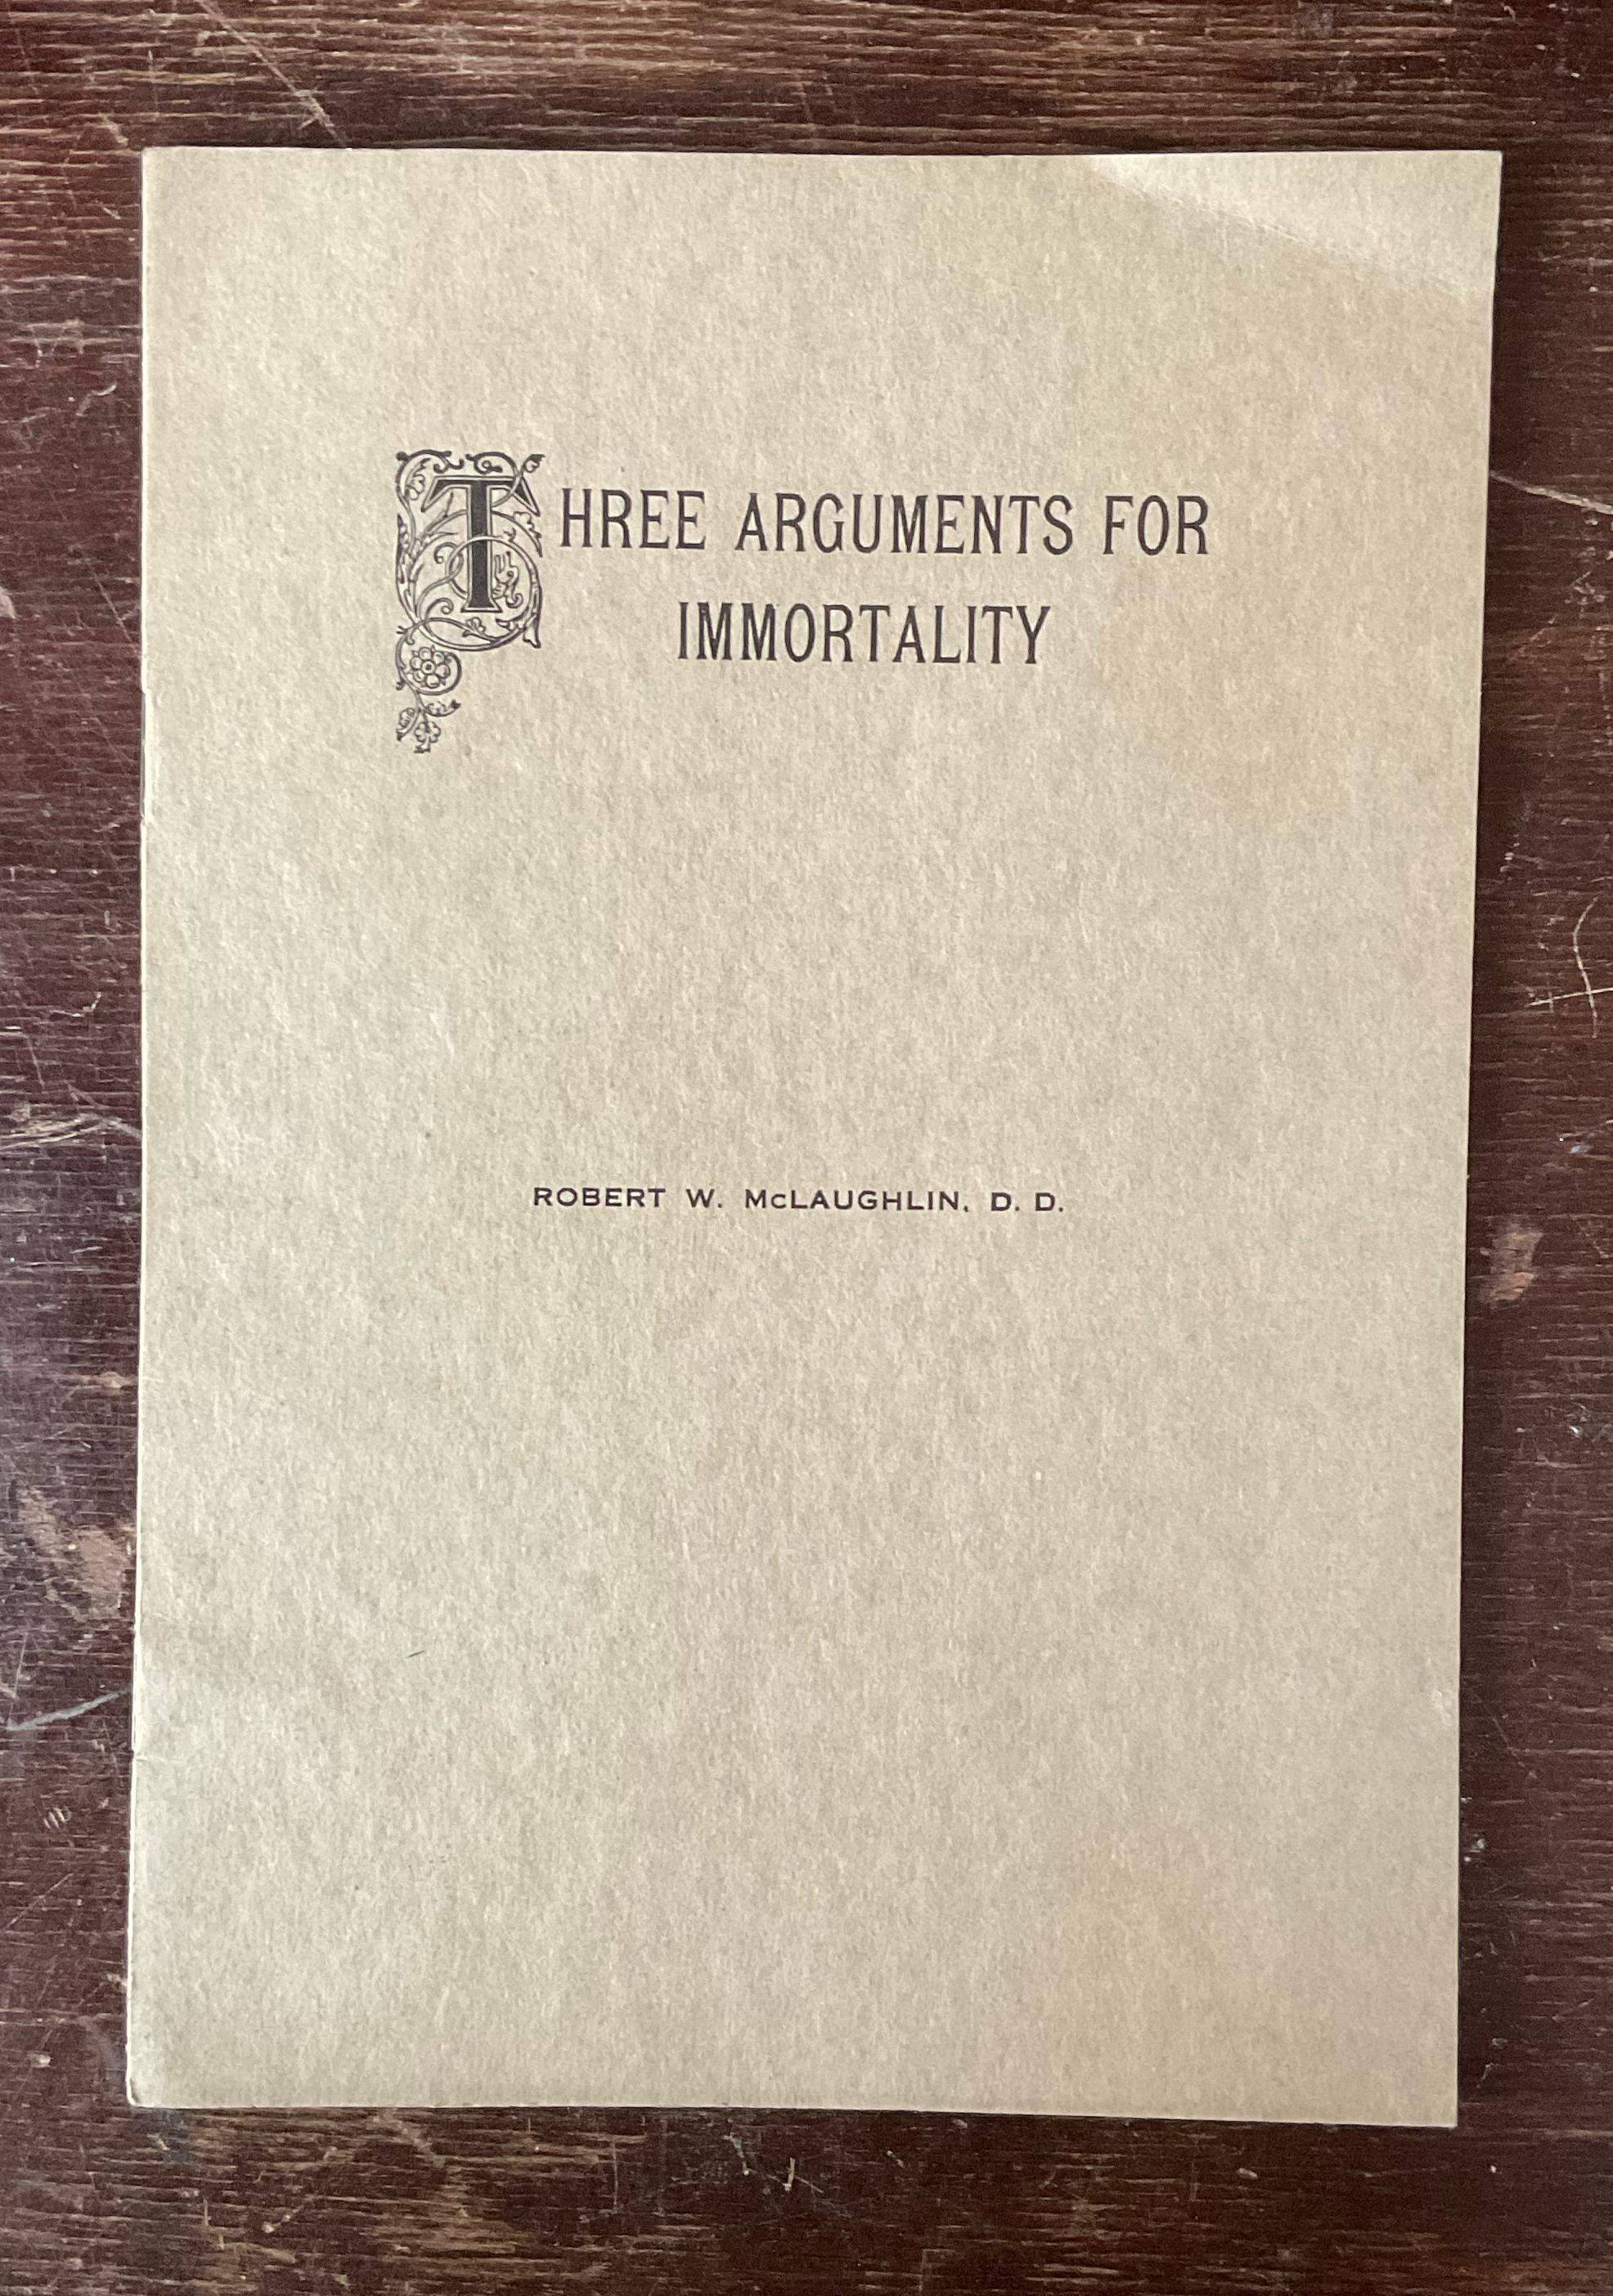 THREE ARGUMENTS FOR
IMMORTALITY
ROBERT W. McLAUGHLIN, D. D.